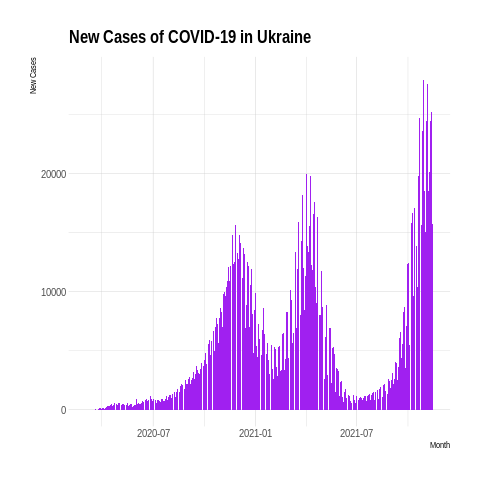 New Cases of COVID-19 in Ukraine
New Cases
20000
10000
0
2020-07
2021-01
2021-07
Month